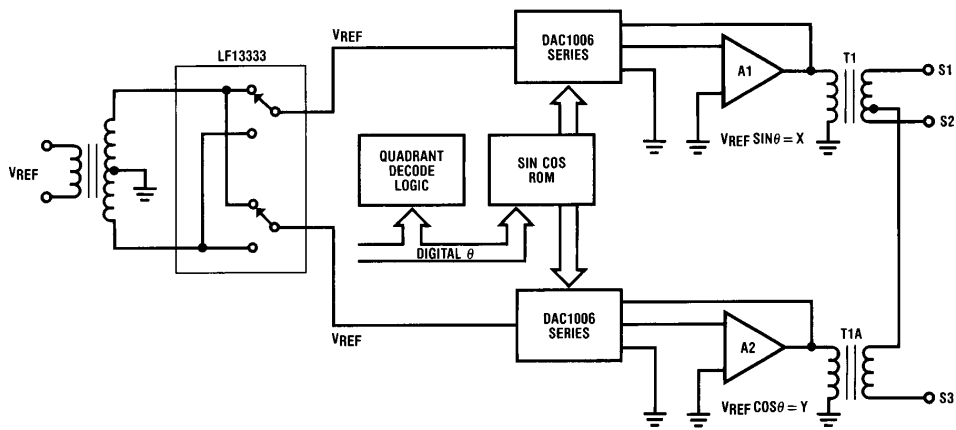 LF13333
VREF
DAC1006
SERIES
A1
T1
S1
S2
VREF SINθ = X
VREF
QUADRANT
DECODE
LOGIC
SIN COS
ROM
DIGITAL θ
VREF
DAC1006
SERIES
A2
T1A
S3
VREF COSθ = Y